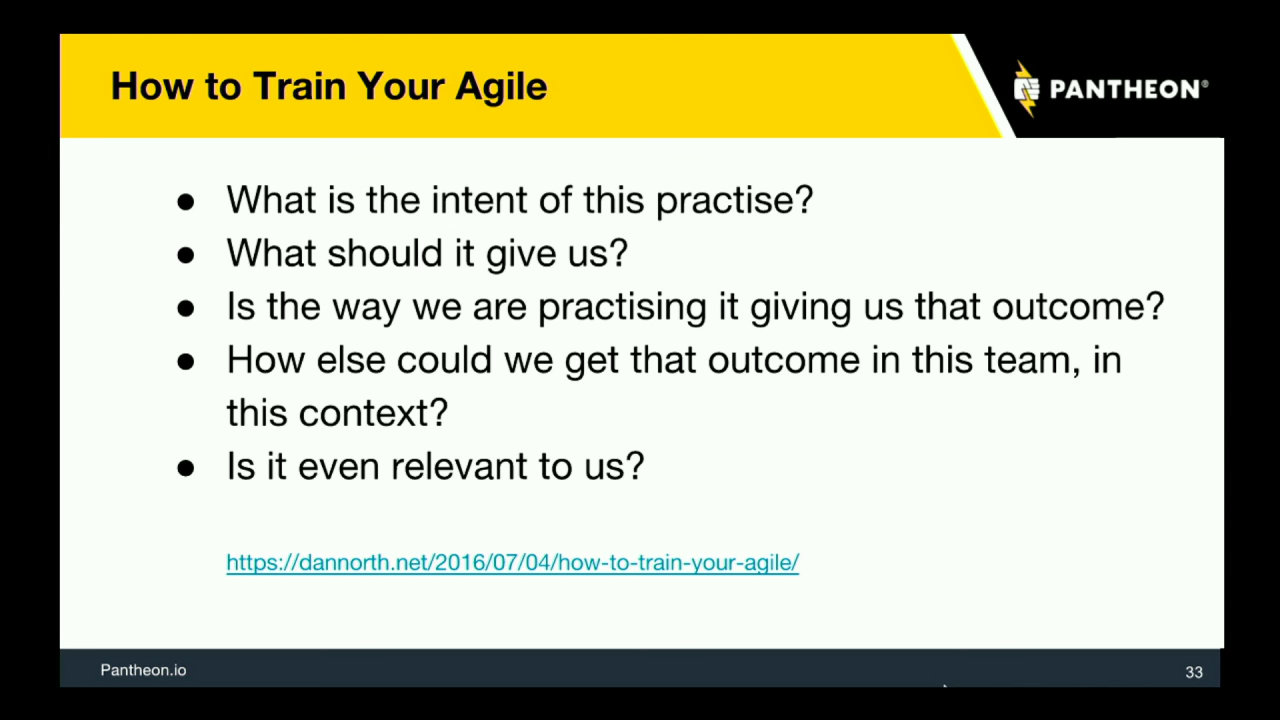 How to Train Your Agile
PANTHEON®
● What is the intent of this practise?
● What should it give us?
● Is the way we are practising it giving us that outcome?
● How else could we get that outcome in this team, in
this context?
● Is it even relevant to us?
https://dannorth.net/2016/07/04/how-to-train-your-agile/
Pantheon.io
33